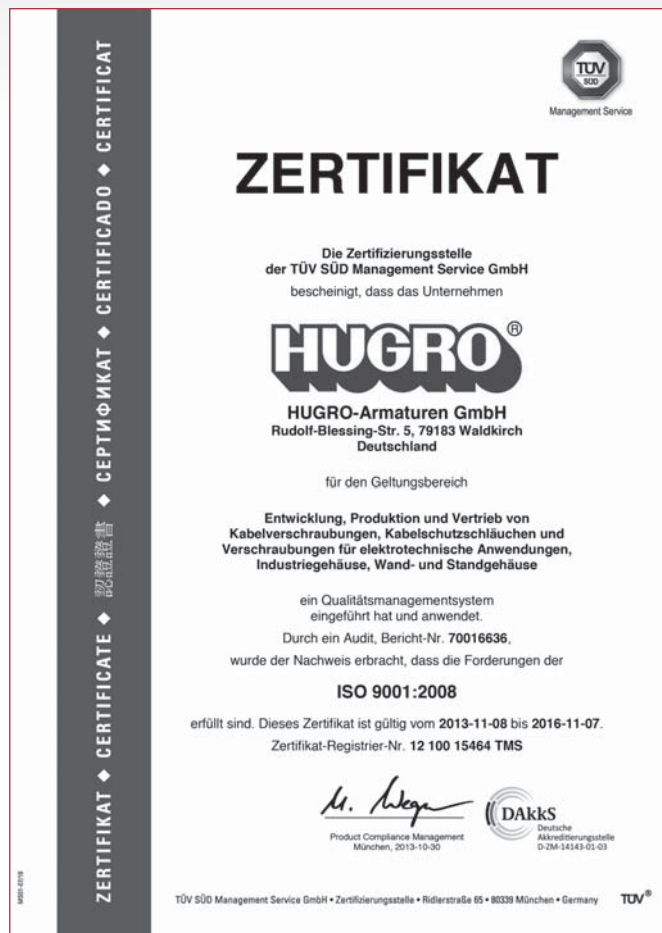 TÜV
SÜD
Management Service
ZERTIFIKAT ◆ CERTIFICATE ◆ 認證證書 ◆ СЕРТИФИКАТ ◆ CERTIFICADO ◆ CERTIFICAT
ZERTIFIKAT
Die Zertifizierungsstelle
der TÜV SÜD Management Service GmbH
bescheinigt, dass das Unternehmen
HUGRO®
HUGRO-Armaturen GmbH
Rudolf-Blessing-Str. 5, 79183 Waldkirch
Deutschland
für den Geltungsbereich
Entwicklung, Produktion und Vertrieb von
Kabelverschraubungen, Kabelschutzschläuchen und
Verschraubungen für elektrotechnische Anwendungen,
Industriegehäuse, Wand- und Standgehäuse
ein Qualitätsmanagementsystem
eingeführt hat und anwendet.
Durch ein Audit, Bericht-Nr. 70016636,
wurde der Nachweis erbracht, dass die Forderungen der
ISO 9001:2008
erfüllt sind. Dieses Zertifikat ist gültig vom 2013-11-08 bis 2016-11-07.
Zertifikat-Registrier-Nr. 12 100 15464 TMS
Product Compliance Management
München, 2013-10-30
DAkkS
Deutsche
Akkreditierungsstelle
D-ZM-14143-01-03
TÜV SÜD Management Service GmbH • Zertifizierungsstelle • Ridlerstraße 65 • 80339 München • Germany
TÜV®